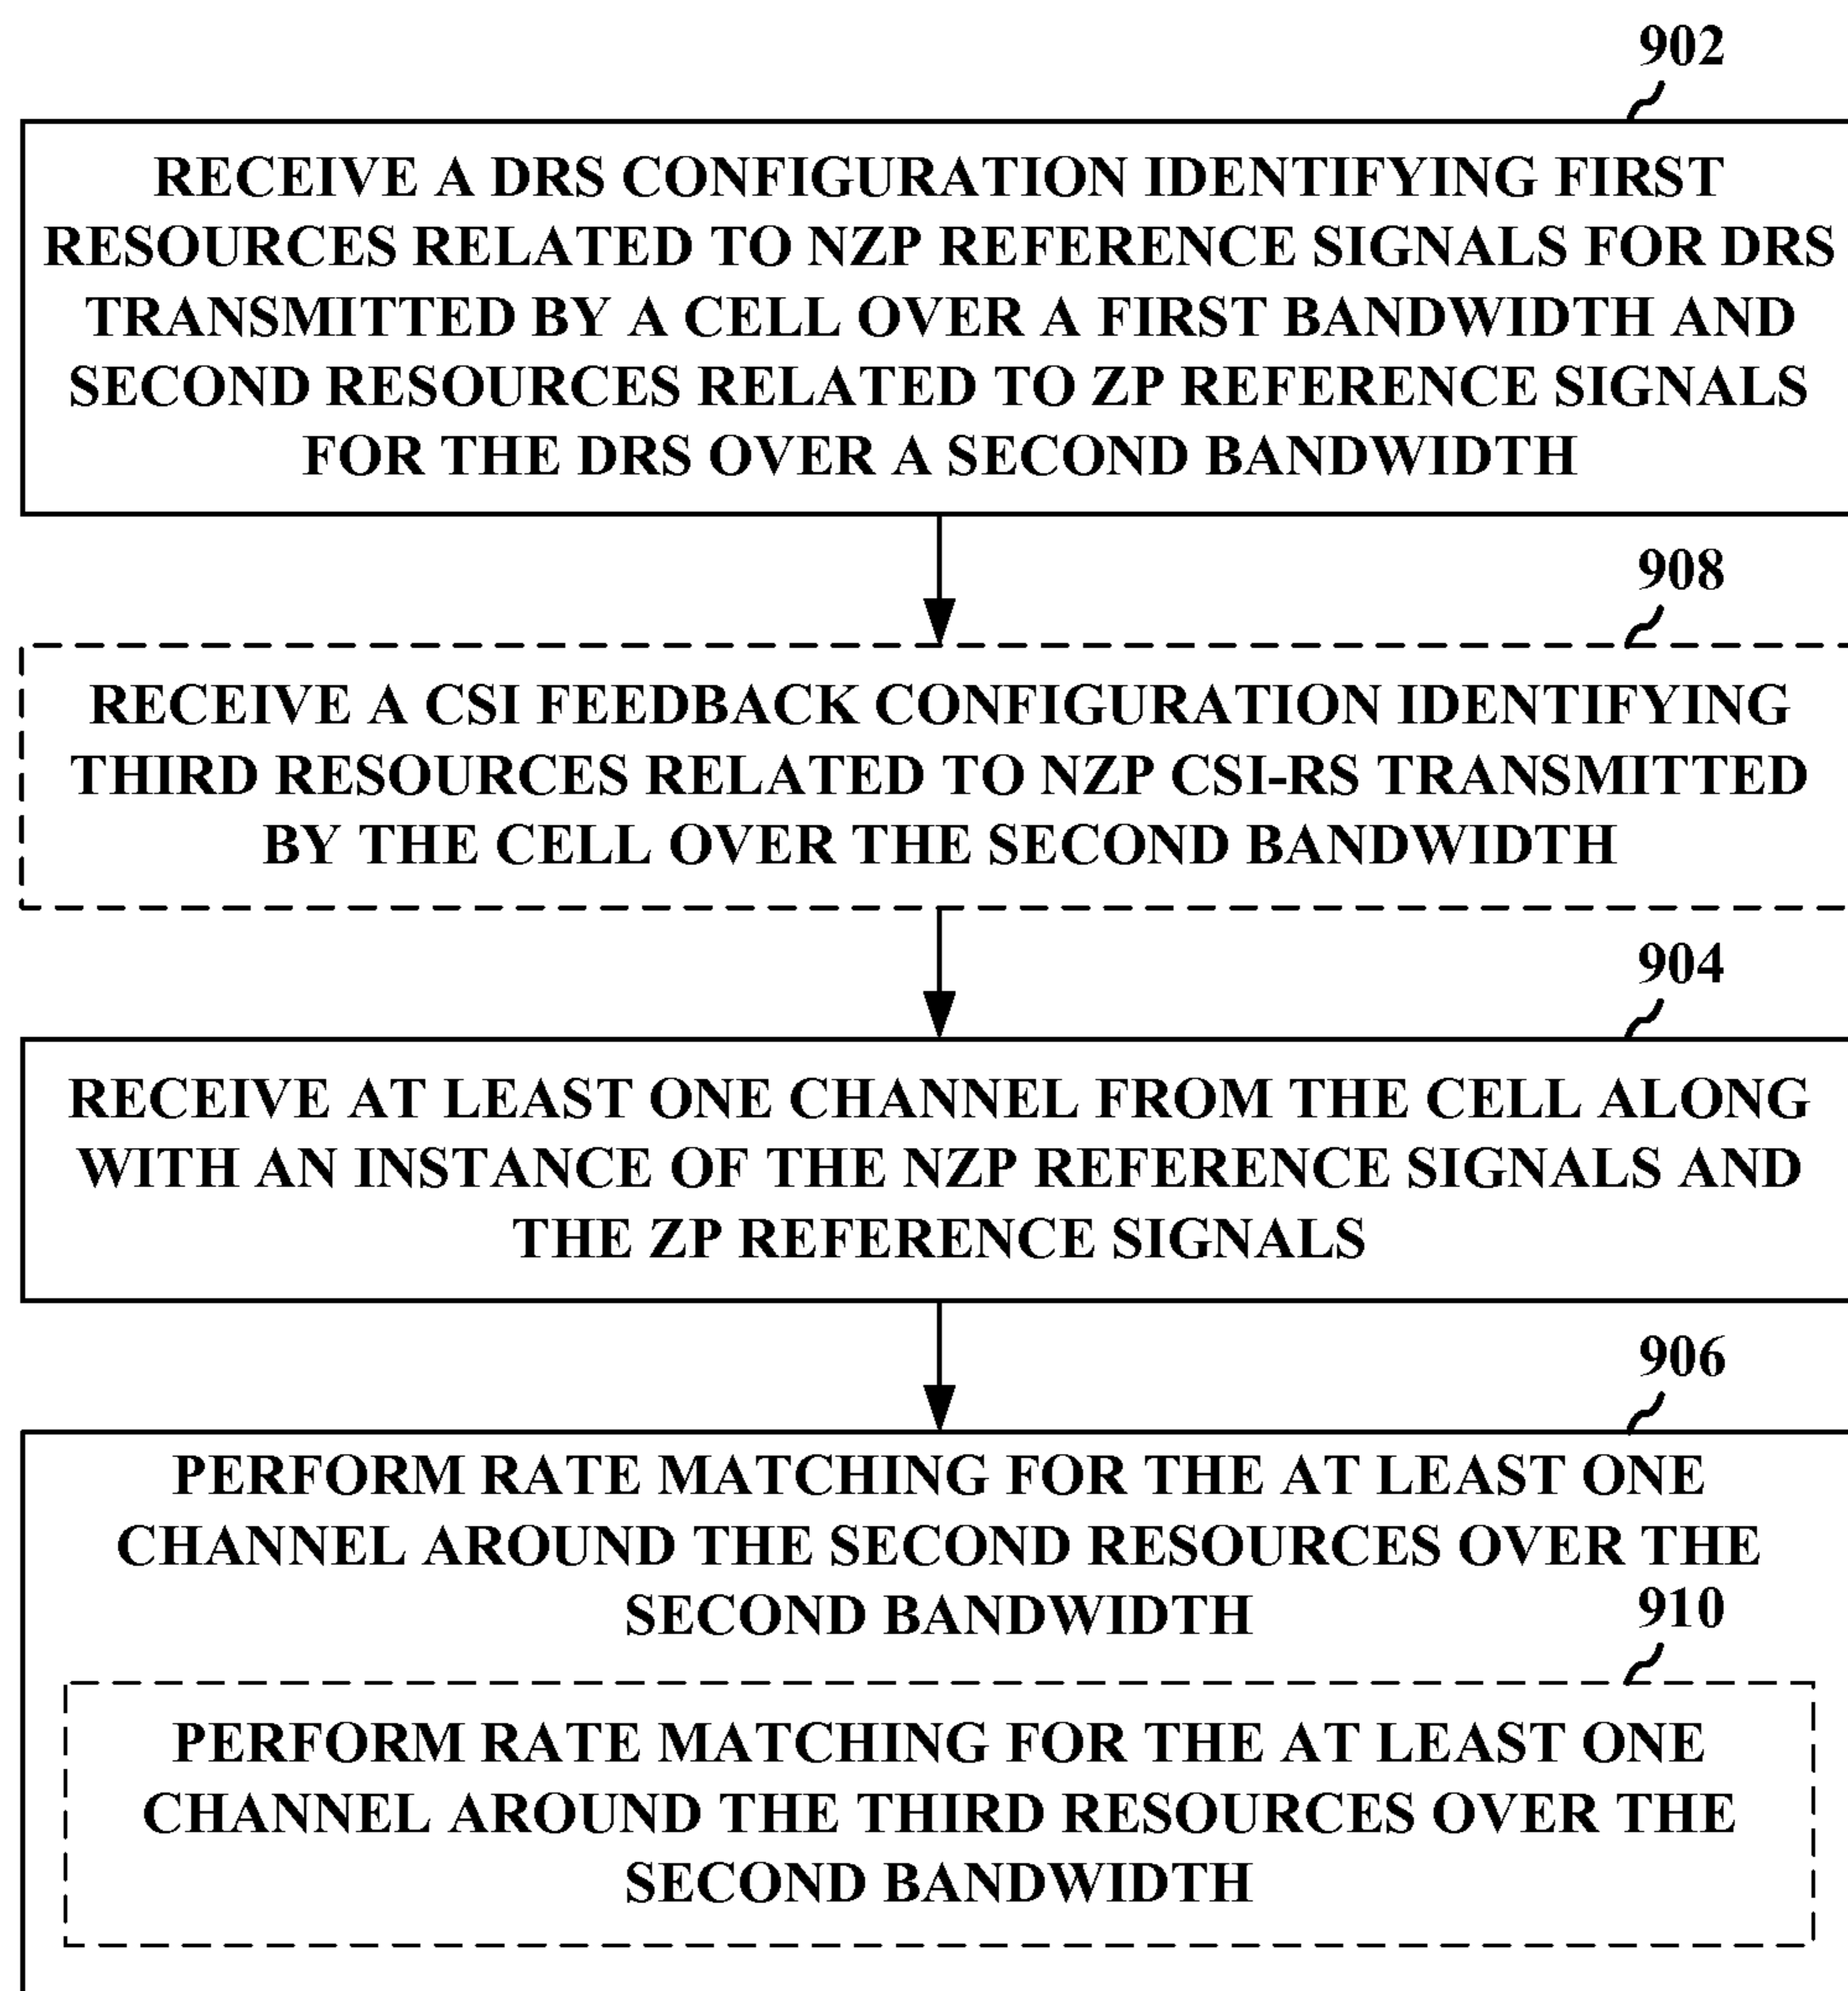 902
RECEIVE A DRS CONFIGURATION IDENTIFYING FIRST
RESOURCES RELATED TO NZP REFERENCE SIGNALS FOR DRS
TRANSMITTED BY A CELL OVER A FIRST BANDWIDTH AND
SECOND RESOURCES RELATED TO ZP REFERENCE SIGNALS
FOR THE DRS OVER A SECOND BANDWIDTH
908
RECEIVE A CSI FEEDBACK CONFIGURATION IDENTIFYING
THIRD RESOURCES RELATED TO NZP CSI-RS TRANSMITTED
BY THE CELL OVER THE SECOND BANDWIDTH
904
RECEIVE AT LEAST ONE CHANNEL FROM THE CELL ALONG
WITH AN INSTANCE OF THE NZP REFERENCE SIGNALS AND
THE ZP REFERENCE SIGNALS
906
PERFORM RATE MATCHING FOR THE AT LEAST ONE
CHANNEL AROUND THE SECOND RESOURCES OVER THE
SECOND BANDWIDTH
910
PERFORM RATE MATCHING FOR THE AT LEAST ONE
CHANNEL AROUND THE THIRD RESOURCES OVER THE
SECOND BANDWIDTH